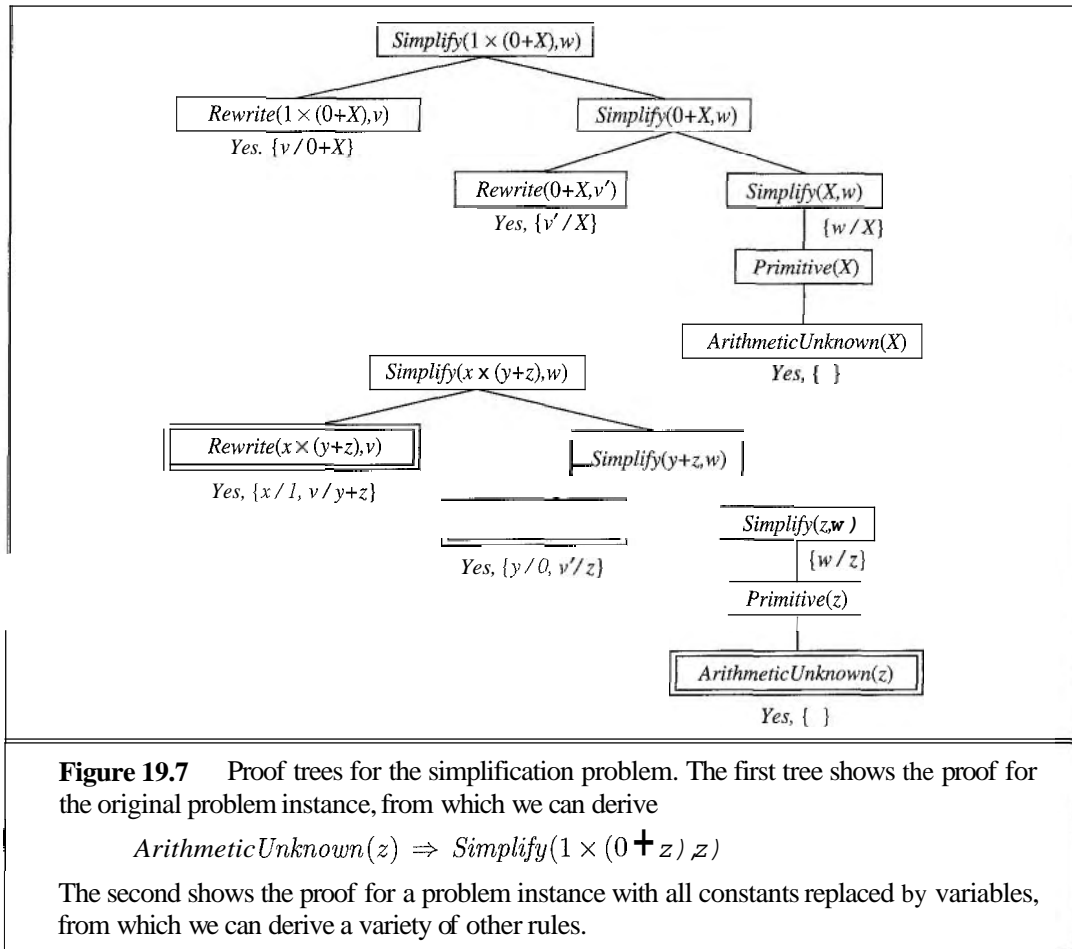 Simplify(1 × (0+X),w)
Rewrite(1 × (0+X),v)
Simplify(0+X,w)
Yes. {v/0+X}
Rewrite(0+X,v')
Simplify(X,w)
Yes, {v'/X}
{w/X}
Primitive(X)
ArithmeticUnknown(X)
Yes, { }
Simplify(x × (y+z),w)
Rewrite(x × (y+z),v)
Simplify(y+z,w)
Yes, {x/1, v/y+z}
Simplify(z,w)
{w/z}
Yes, {y/0, v'/z}
Primitive(z)
ArithmeticUnknown(z)
Yes, { }
Figure 19.7 Proof trees for the simplification problem. The first tree shows the proof for
the original problem instance, from which we can derive
ArithmeticUnknown(z) ⇒ Simplify(1 × (0 + z),z)
The second shows the proof for a problem instance with all constants replaced by variables,
from which we can derive a variety of other rules.